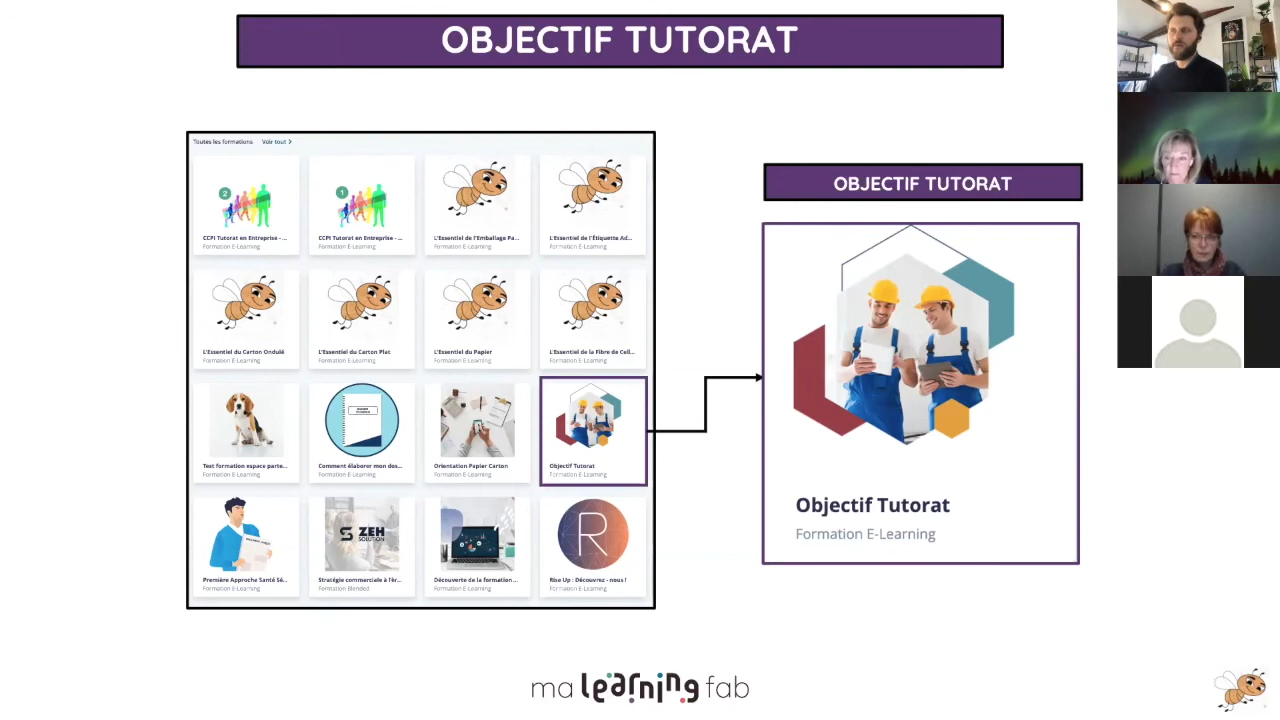 OBJECTIF TUTORAT
Toutes les formations Voir tout >
2
1
CCPI Tutorat en Entreprise - ...
Formation E-Learning
CCPI Tutorat en Entreprise - ...
Formation E-Learning
L'Essentiel de l'Emballage Pa...
Formation E-Learning
L'Essentiel de l'Étiquette Ad...
Formation E-Learning
L'Essentiel du Carton Ondulé
Formation E-Learning
L'Essentiel du Carton Plat
Formation E-Learning
L'Essentiel du Papier
Formation E-Learning
L'Essentiel de la Fibre de Cell...
Formation E-Learning
Test formation espace parte...
Formation E-Learning
Comment élaborer mon dos...
Formation E-Learning
Orientation Papier Carton
Formation E-Learning
Objectif Tutorat
Formation E-Learning
ZEH
SOLUTION
R
Première Approche Santé Sé...
Formation E-Learning
Stratégie commerciale à l'èr...
Formation Blended
Découverte de la formation ...
Formation E-Learning
Rise Up : Découvrez - nous !
Formation E-Learning
OBJECTIF TUTORAT
Objectif Tutorat
Formation E-Learning
ma learning fab